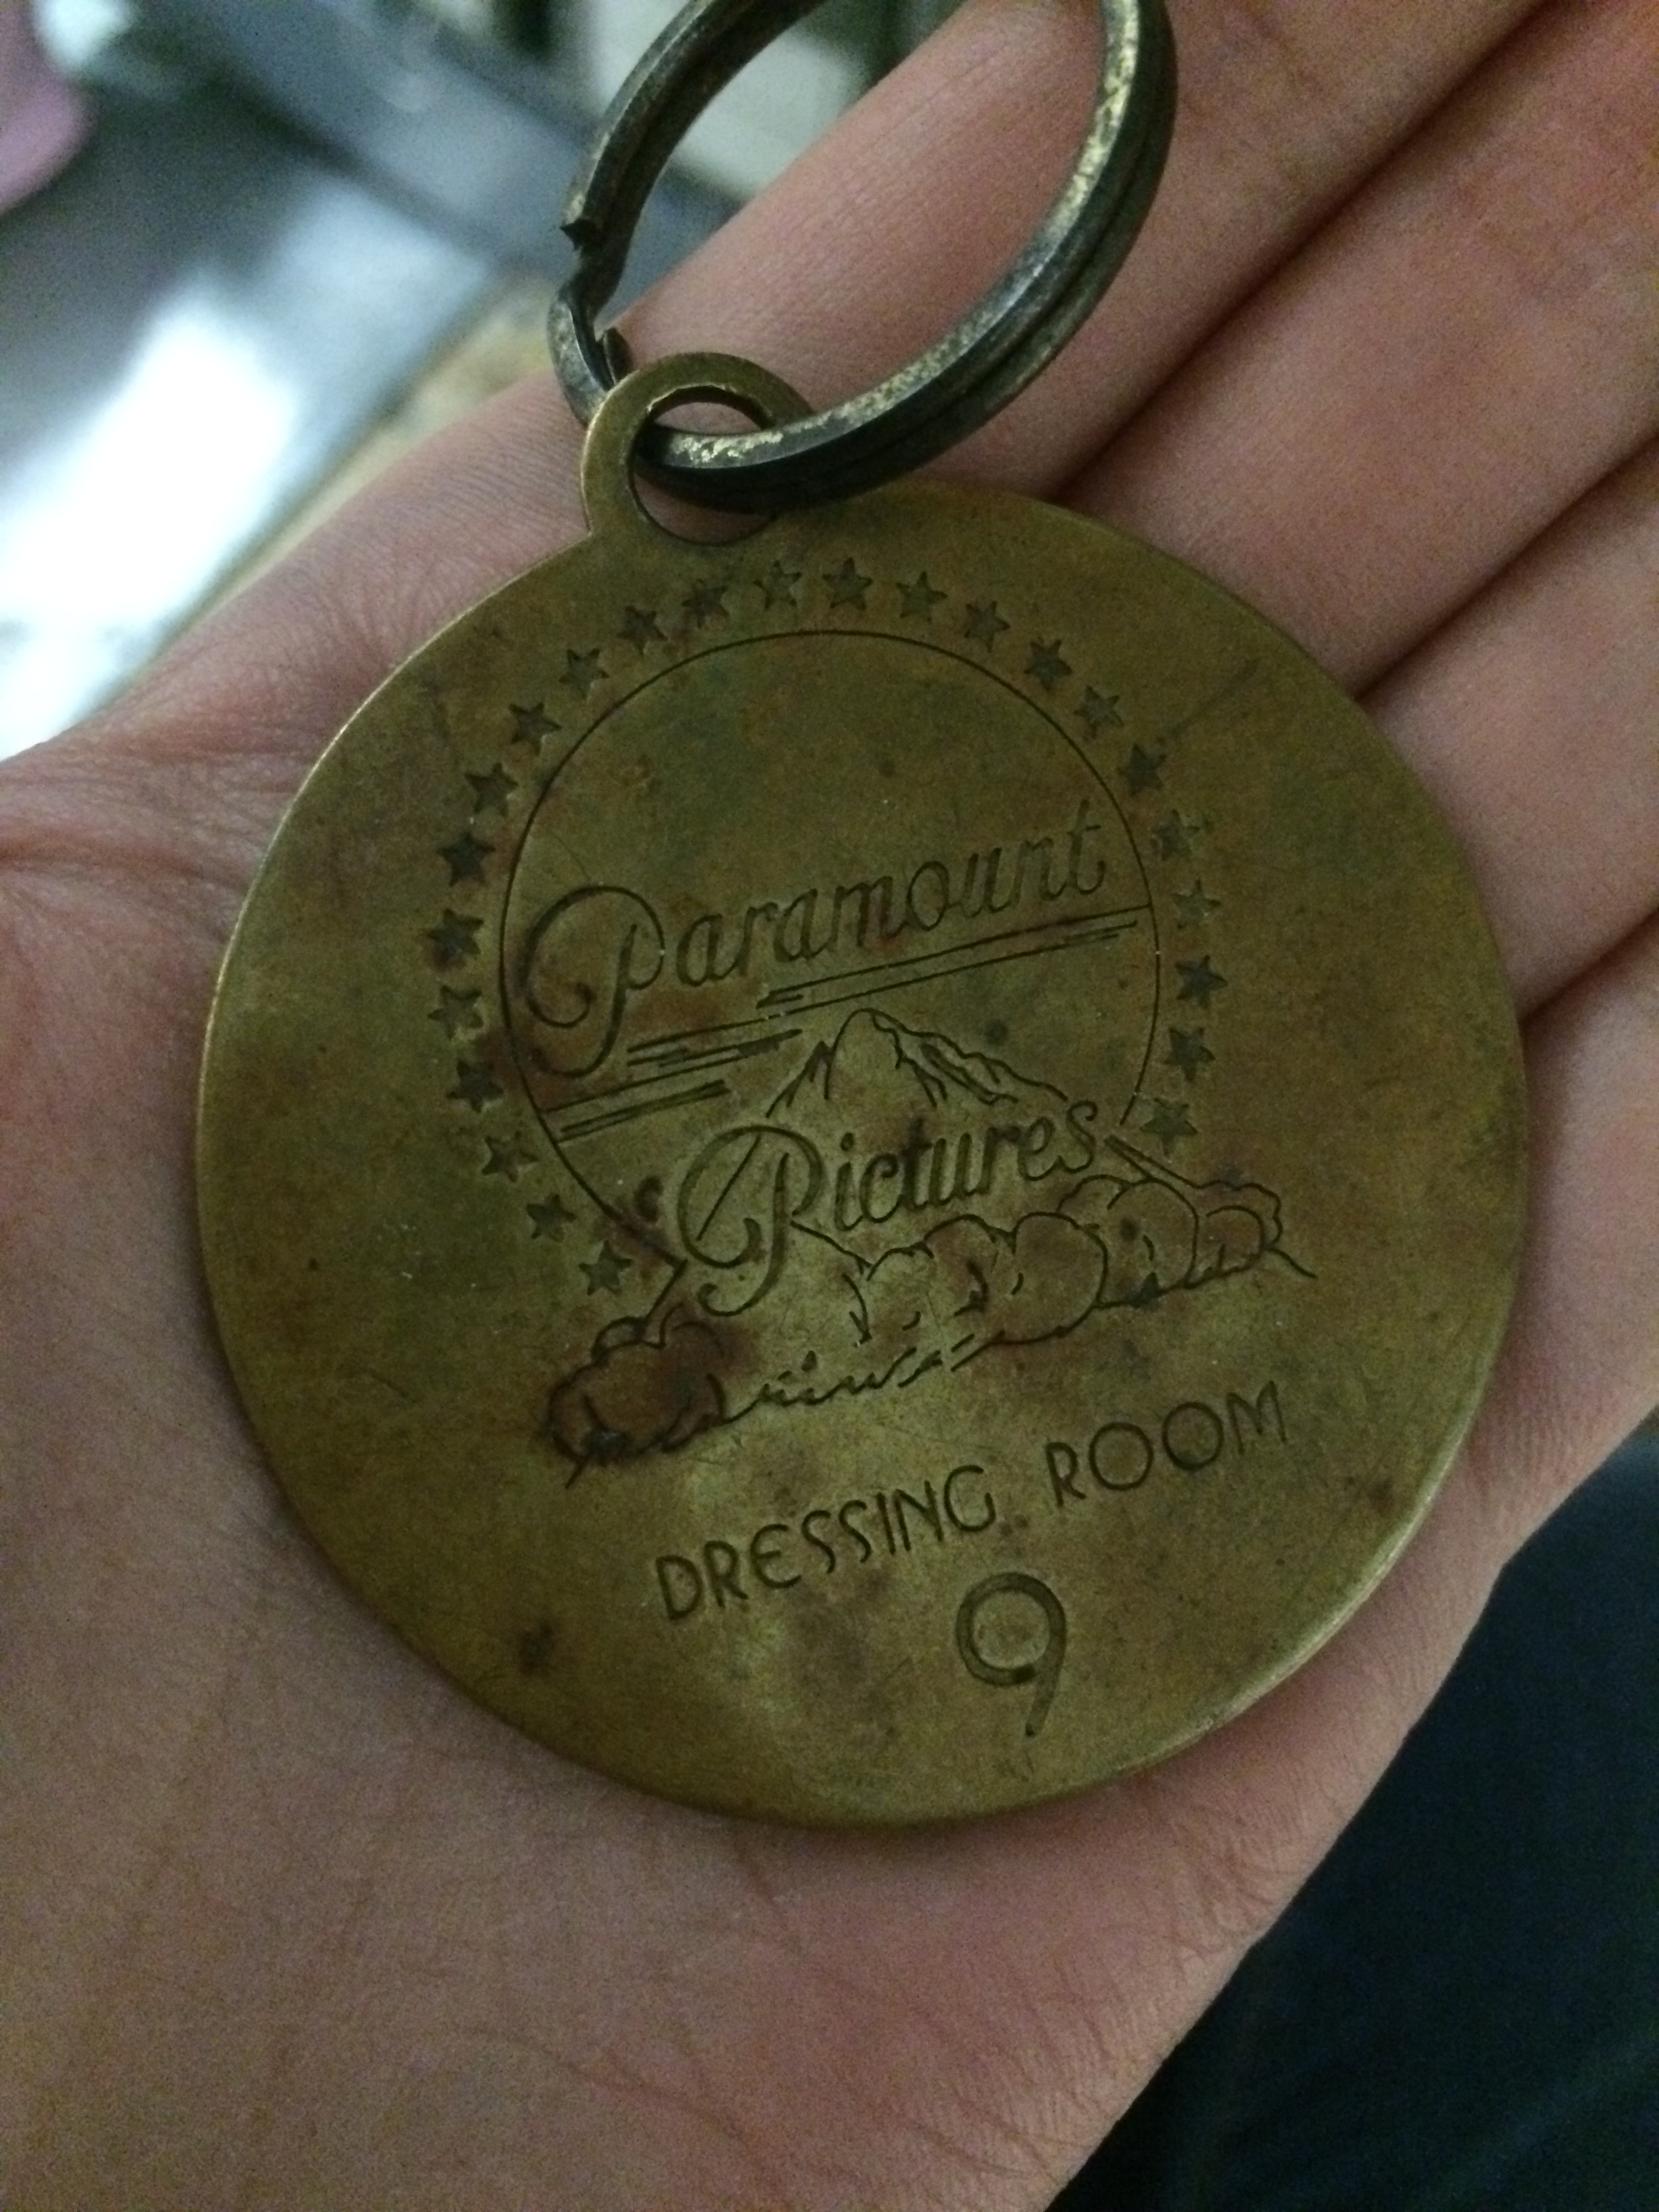 Paramount
Pictures
DRESSING ROOM
9